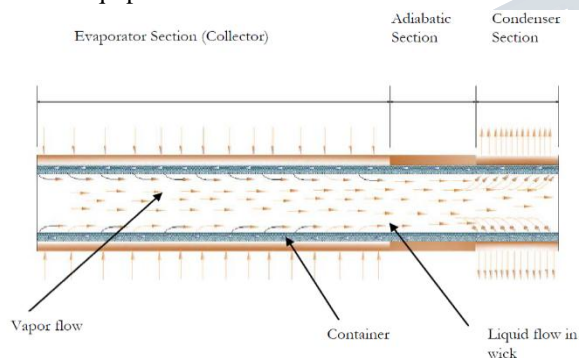 Evaporator Section (Collector)
Adiabatic
Section
Condenser
Section
Vapor flow
Container
Liquid flow in
wick